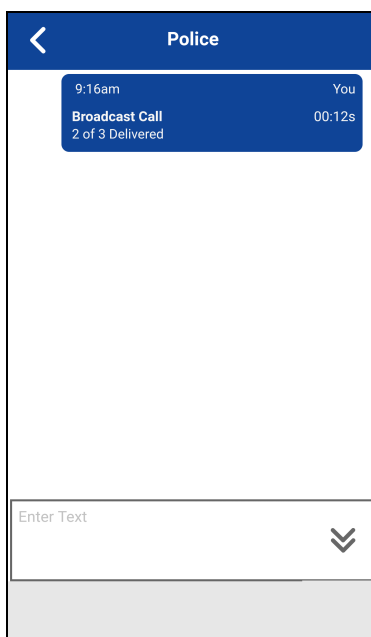 Police
9:16am You
Broadcast Call 00:12s
2 of 3 Delivered
Enter Text